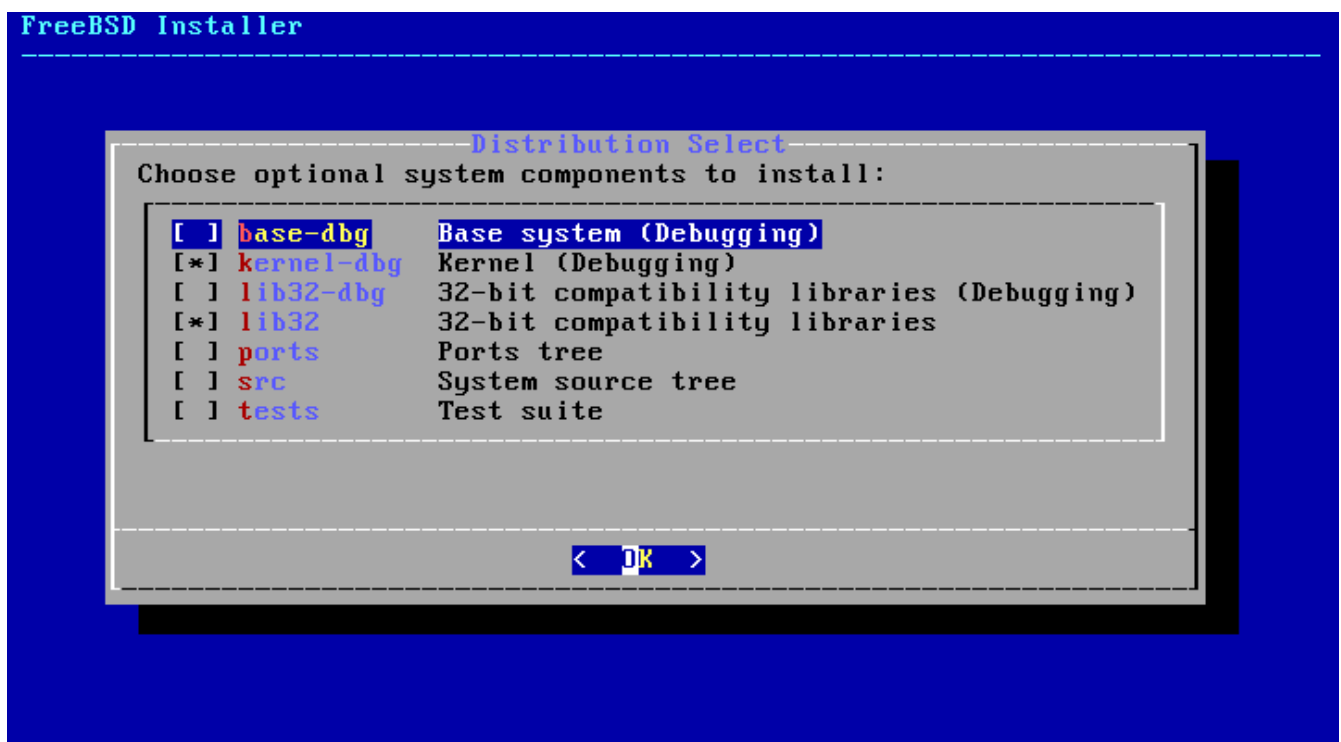 FreeBSD Installer
Distribution Select
Choose optional system components to install:
[ ] base-dbg Base system (Debugging)
[*] kernel-dbg Kernel (Debugging)
[ ] lib32-dbg 32-bit compatibility libraries (Debugging)
[*] lib32 32-bit compatibility libraries
[ ] ports Ports tree
[ ] src System source tree
[ ] tests Test suite
< OK >